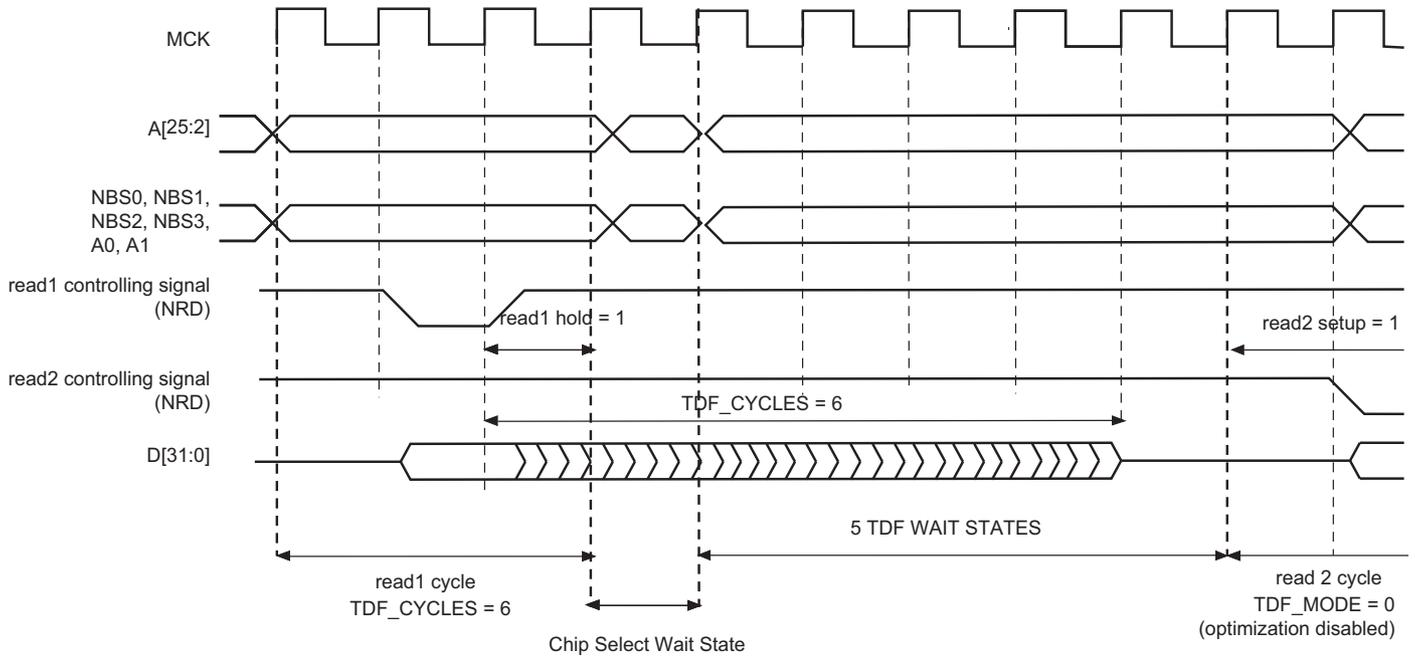 MCK
A[25:2]
NBS0, NBS1,
NBS2, NBS3,
A0, A1
read1 controlling signal
(NRD)
read1 hold = 1
read2 setup = 1
read2 controlling signal
(NRD)
TDF_CYCLES = 6
D[31:0]
5 TDF WAIT STATES
read1 cycle
TDF_CYCLES = 6
read 2 cycle
TDF_MODE = 0
(optimization disabled)
Chip Select Wait State